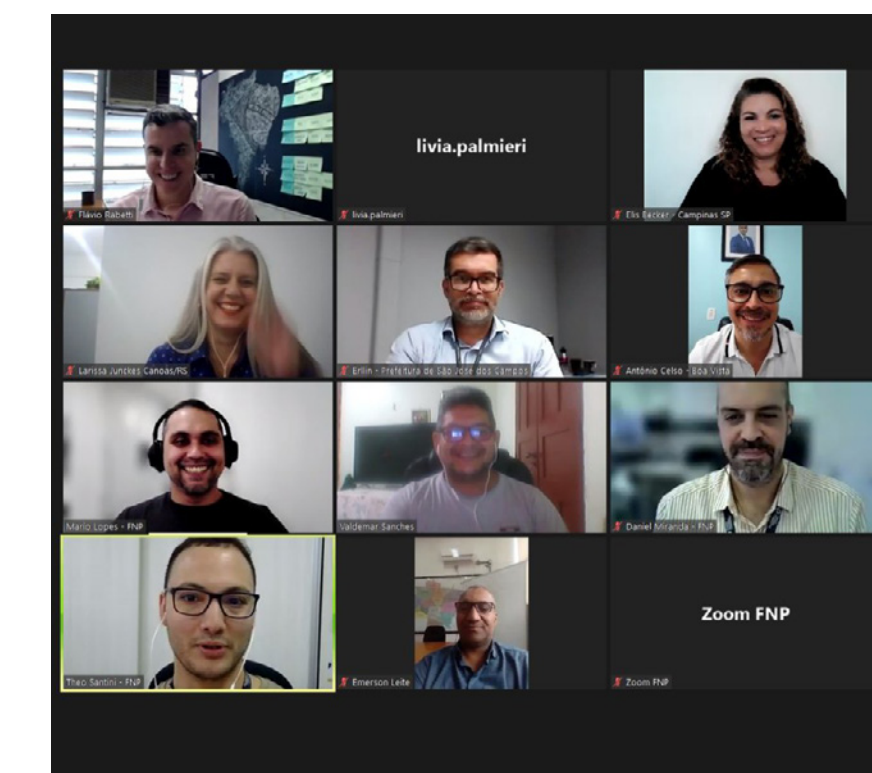 Flávio Rabetti
livia.palmieri
livia.palmieri
Elis Becker - Campinas SP
Larissa Junckes Canoas/RS
Erllin - Prefeitura de São José dos Campos
Antônio Celso - Boa Vista
Mario Lopes - FNP
Valdemar Sanches
Daniel Miranda - FNP
Theo Santini - FNP
Emerson Leite
Zoom FNP
Zoom FNP